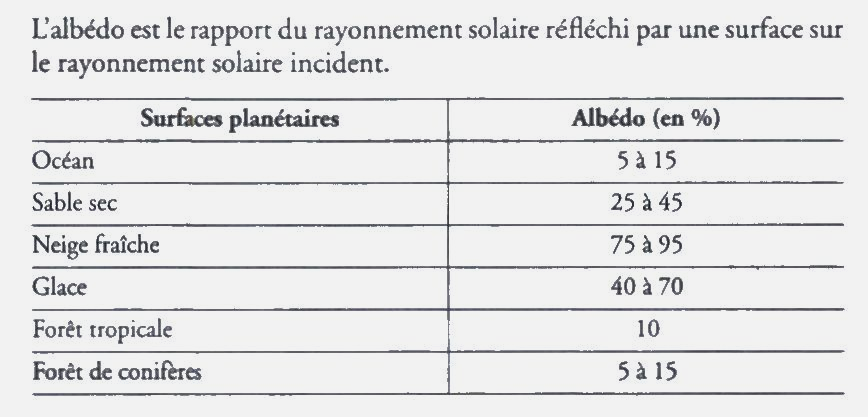 L'albédo est le rapport du rayonnement solaire réfléchi par une surface sur
le rayonnement solaire incident.
Surfaces planétaires Albédo (en %)
Océan 5 à 15
Sable sec 25 à 45
Neige fraîche 75 à 95
Glace 40 à 70
Forêt tropicale 10
Forêt de conifères 5 à 15